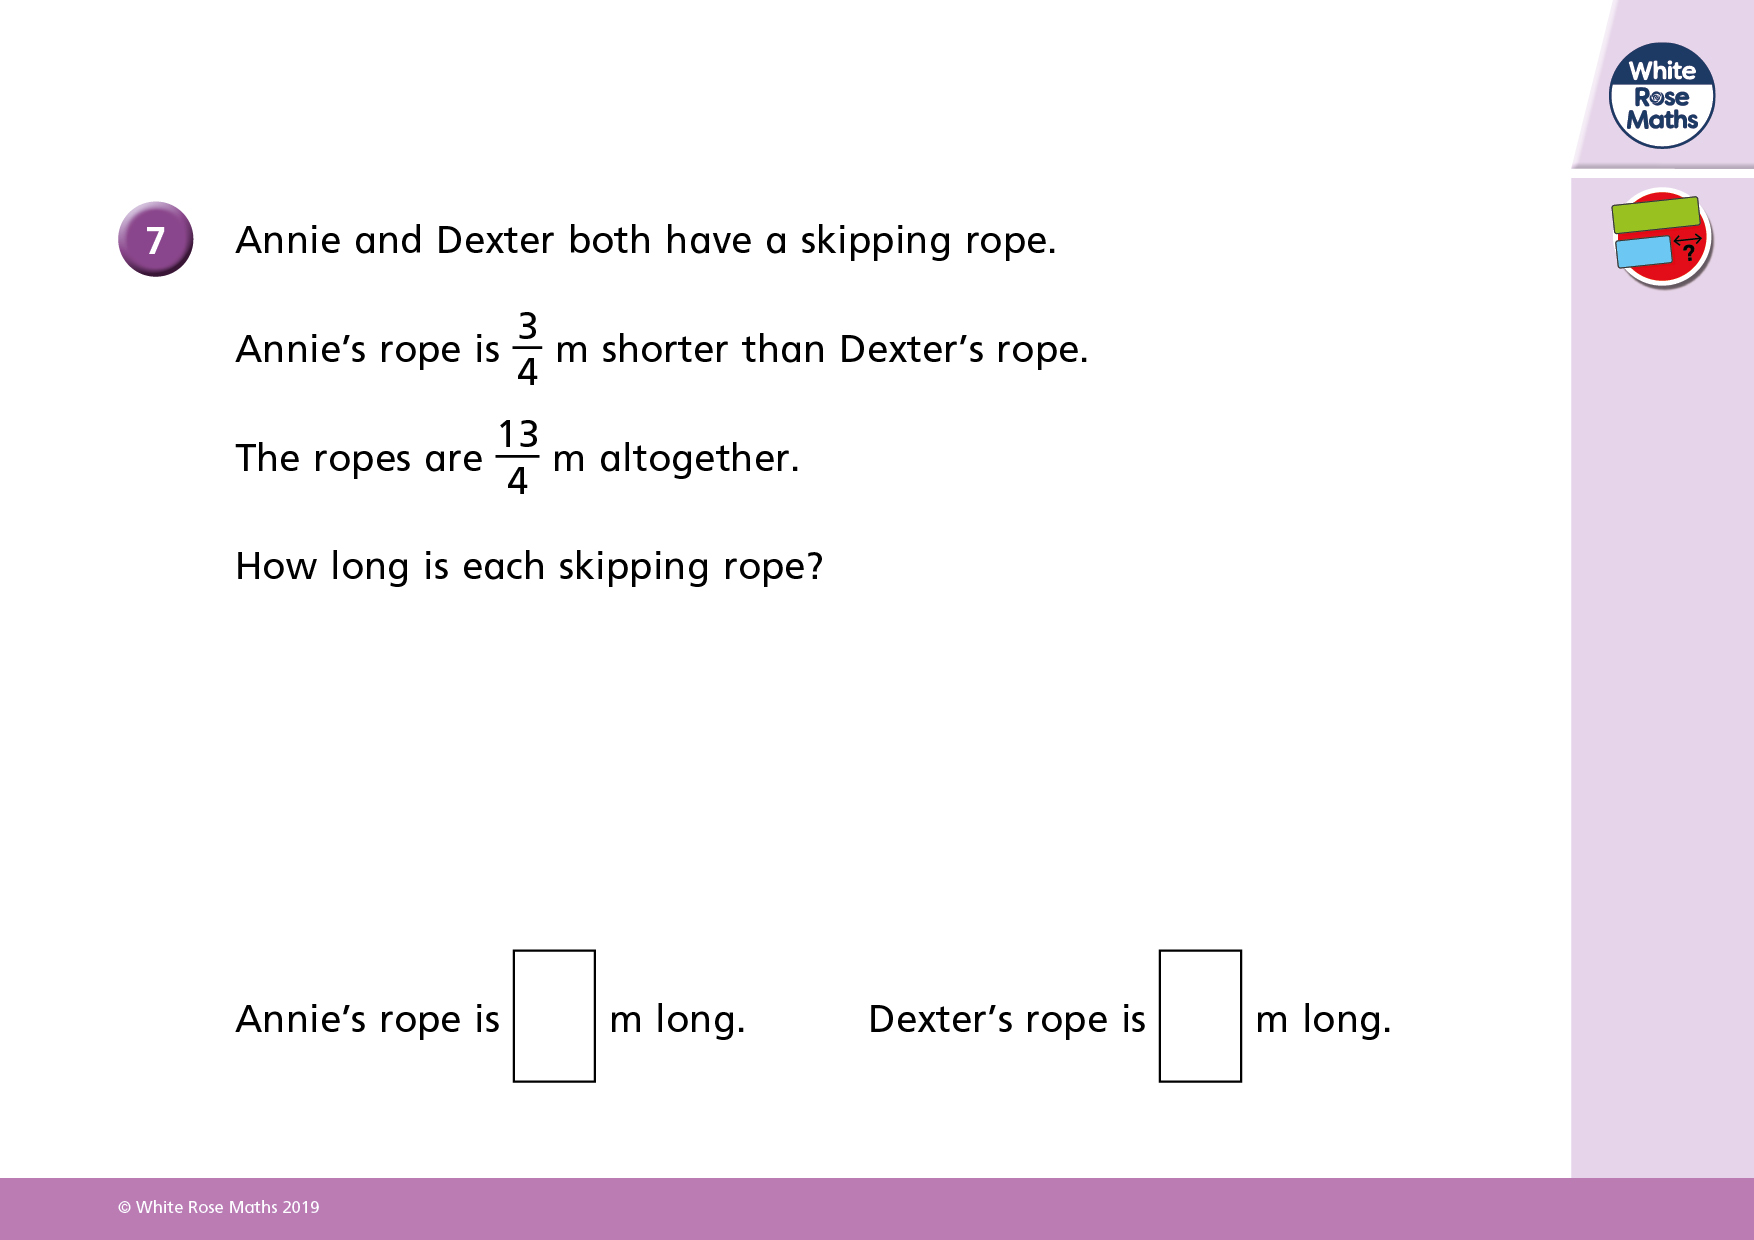 White
Rose
Maths
7 Annie and Dexter both have a skipping rope.
?
Annie’s rope is 3/4 m shorter than Dexter’s rope.
The ropes are 13/4 m altogether.
How long is each skipping rope?
Annie’s rope is m long. Dexter’s rope is m long.
© White Rose Maths 2019